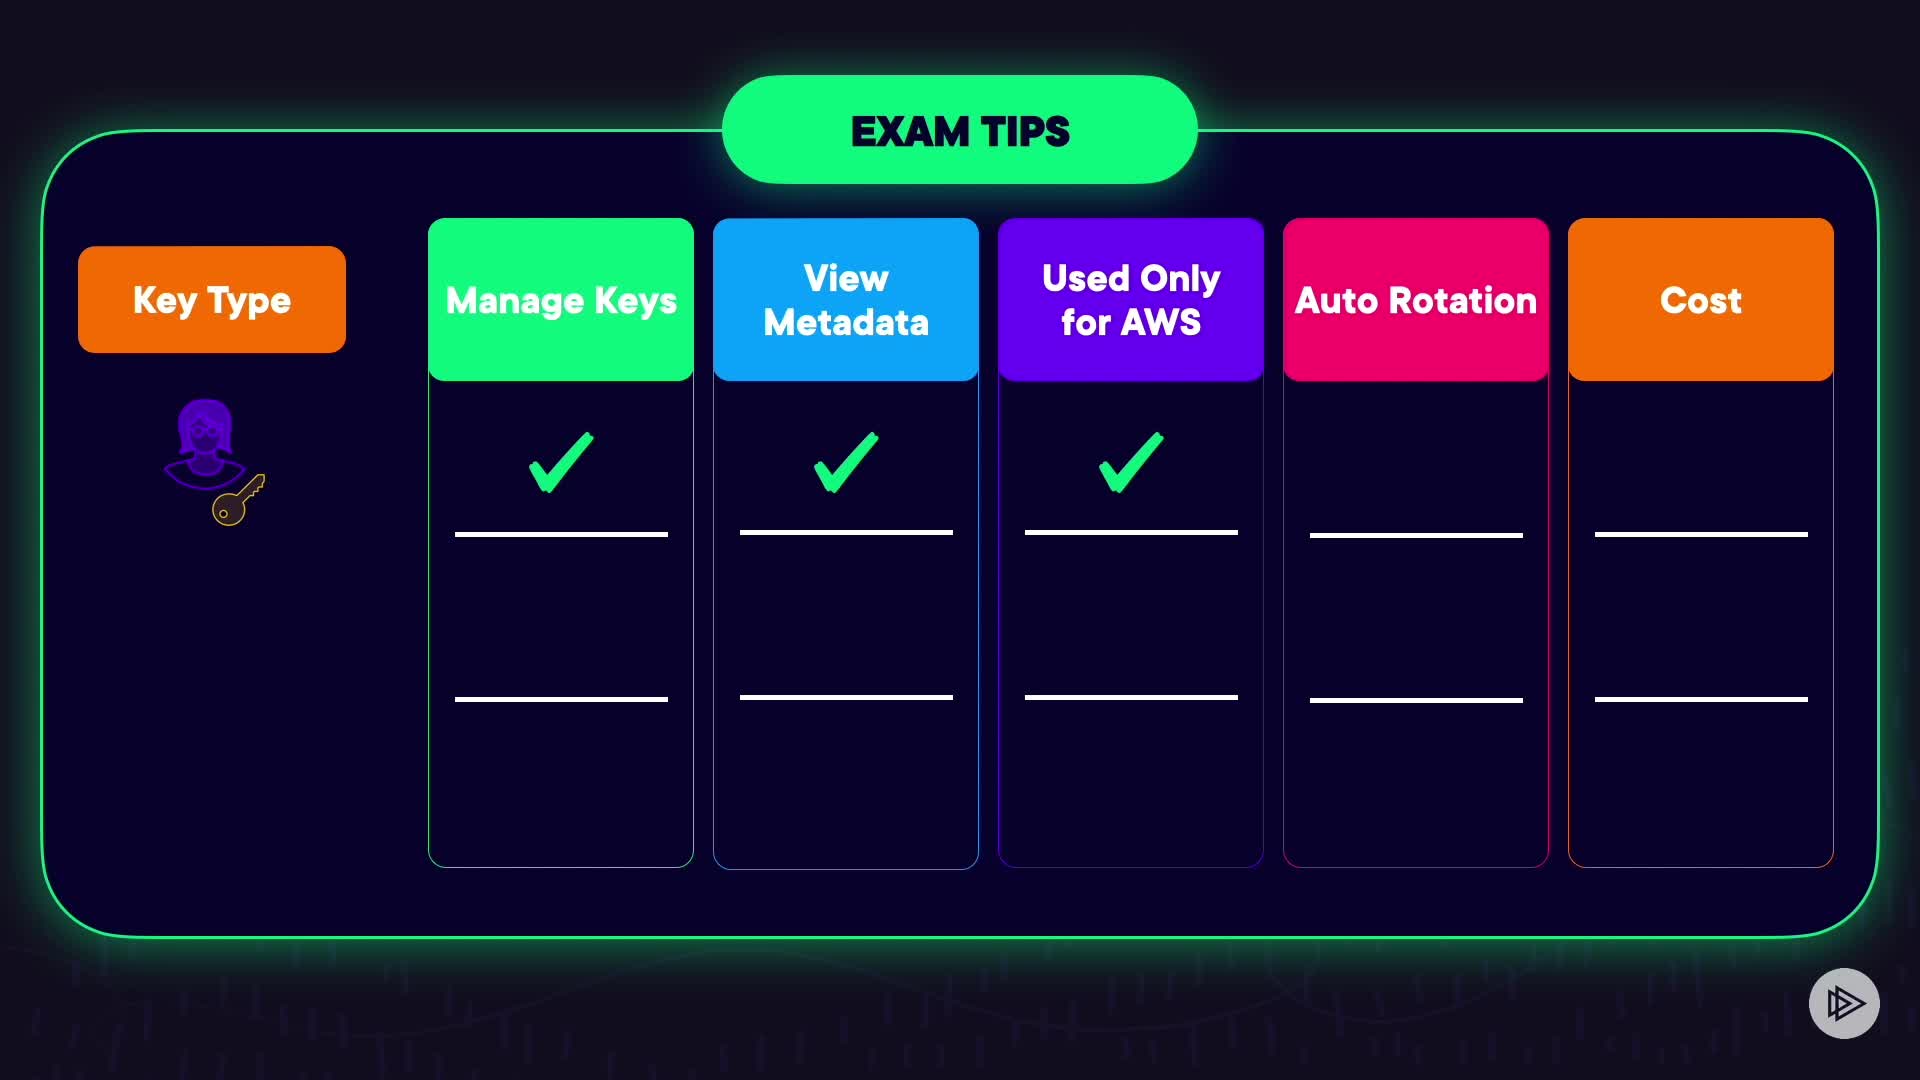 EXAM TIPS
Key Type
Manage Keys
View
Metadata
Used Only
for AWS
Auto Rotation
Cost